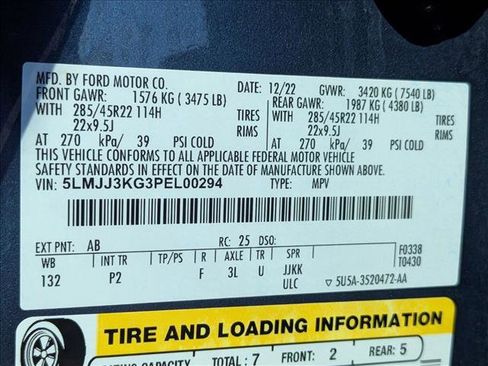 MFD. BY FORD MOTOR CO. 12/22 GVWR: 3420 KG ( 7540 LB)
FRONT GAWR: 1576 KG ( 3475 LB) REAR GAWR: 1987 KG ( 4380 LB)
285/45R22 114H TIRES 285/45R22 114H TIRES
22x9.5J RIMS 22x9.5J
AT 270 kPa/ 39 PSI COLD AT 270 kPa/ 39 PSI COLD
THIS VEHICLE CONFORMS TO ALL APPLICABLE FEDERAL MOTOR VEHICLE
SAFETY STANDARDS IN EFFECT ON THE DATE OF MANUFACTURE SHOWN ABOVE.
VIN: 5LMJJ3KG3PEL00294 TYPE: MPV
EXT PNT: AB RC: 25 DSO: F0338
WB INT TR TP/PS R AXLE TR SPR T0430
132 P2 F 3L U JJKK
ULC ▽ 5U5A-3520472-AA
TIRE AND LOADING INFORMATION
SEATING CAPACITY TOTAL : 7 FRONT: 2 REAR: 5